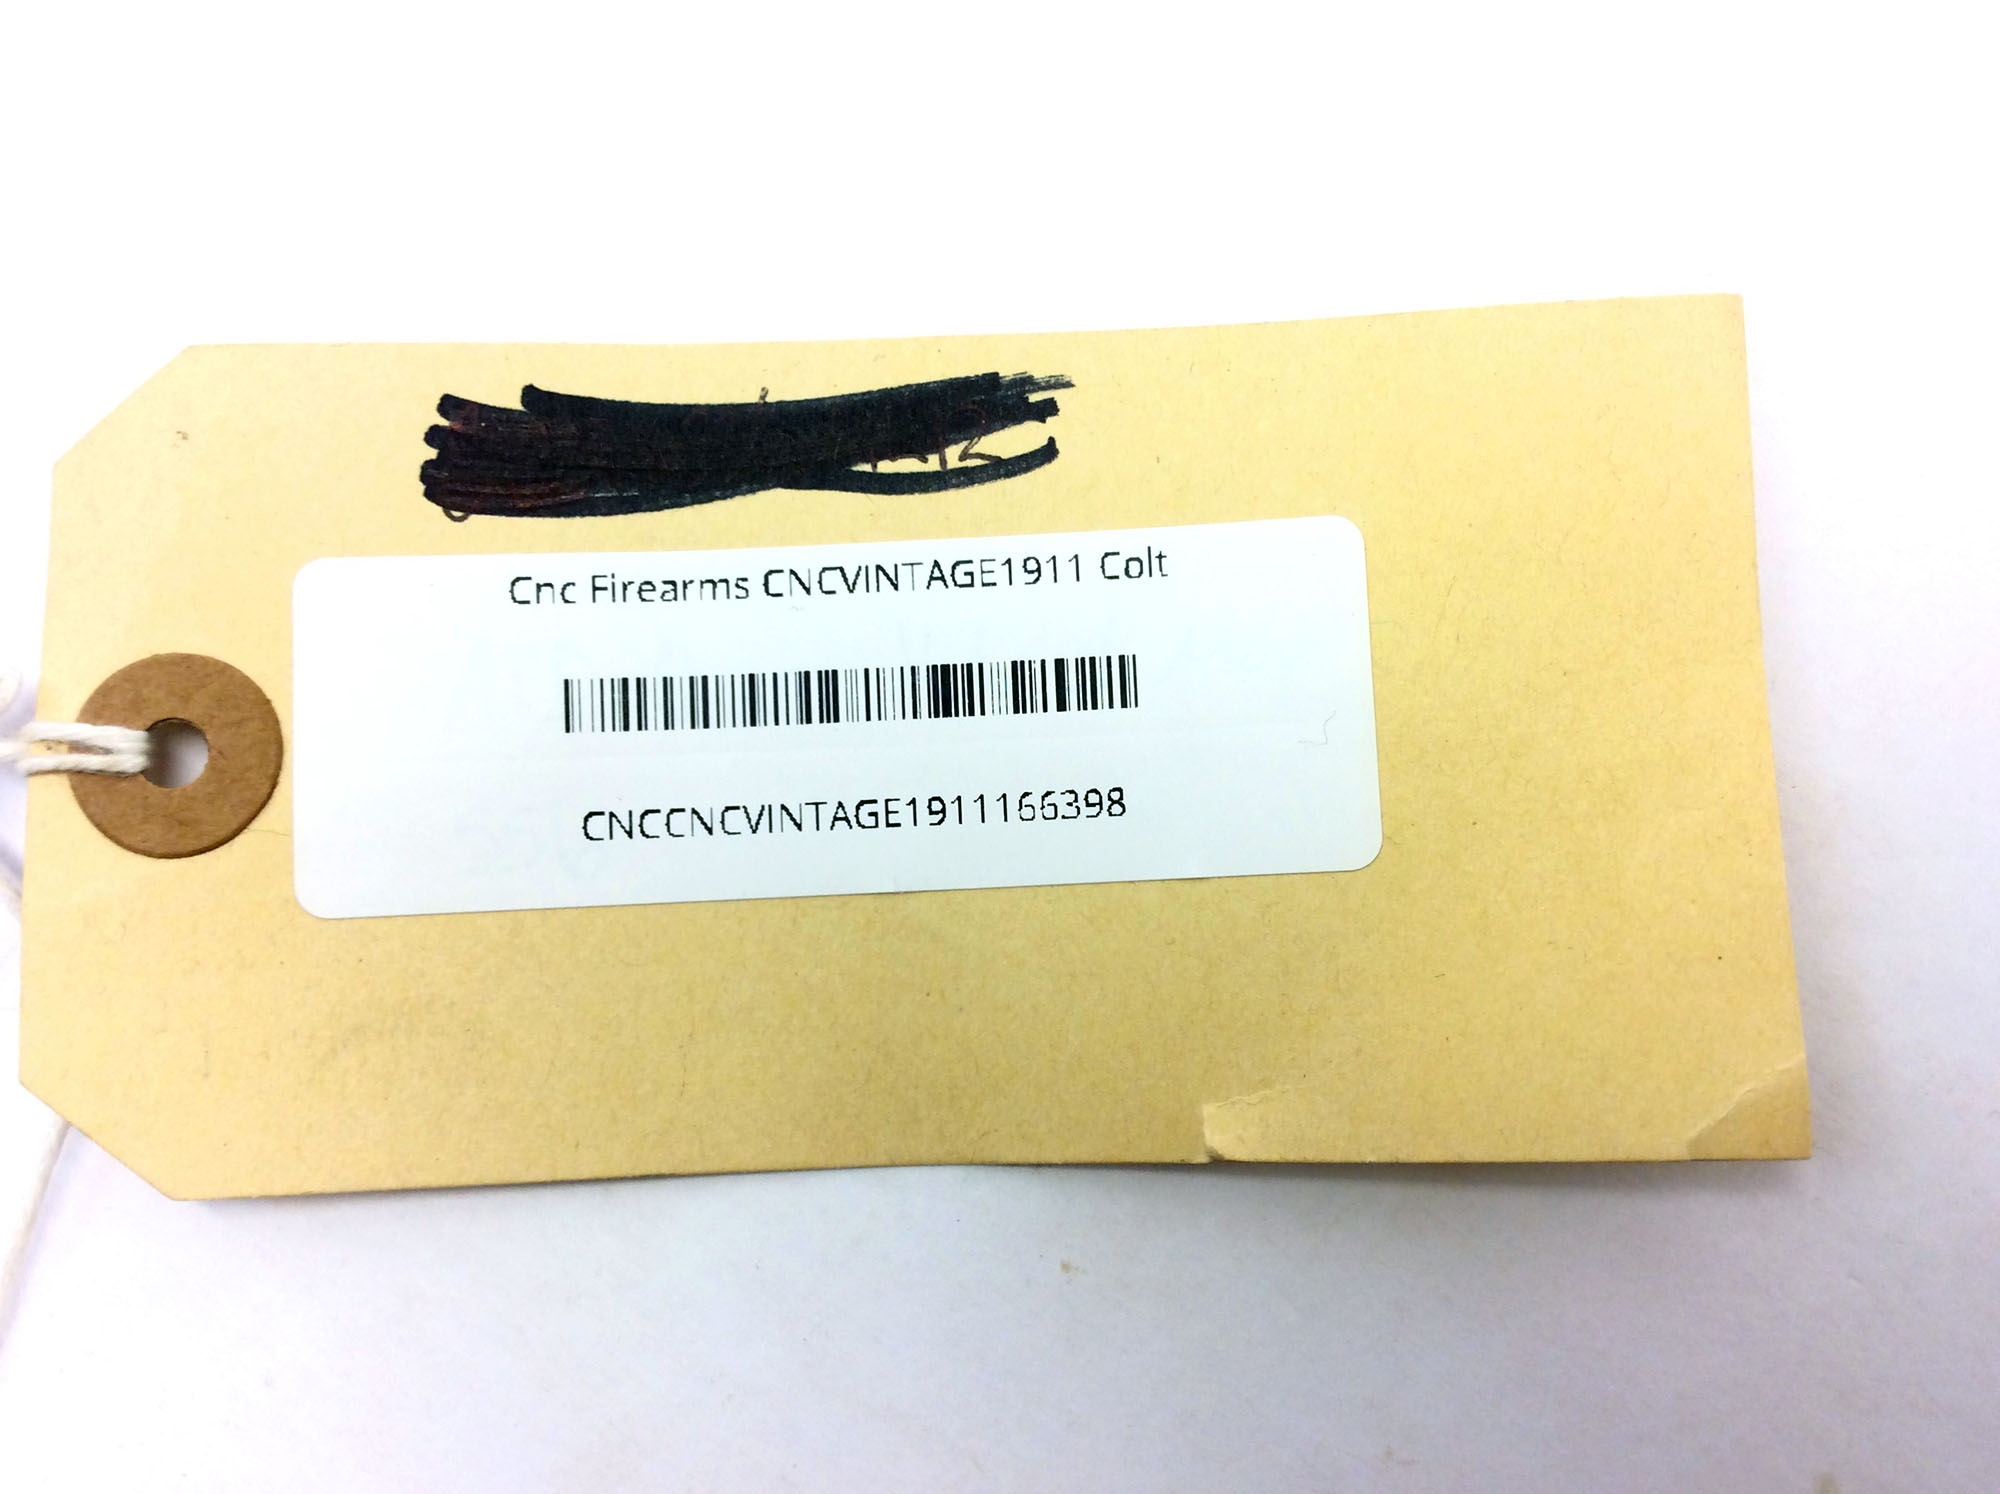 Cnc Firearms CNCVINTAGE1911 Colt
CNCCNCVINTAGE1911166398